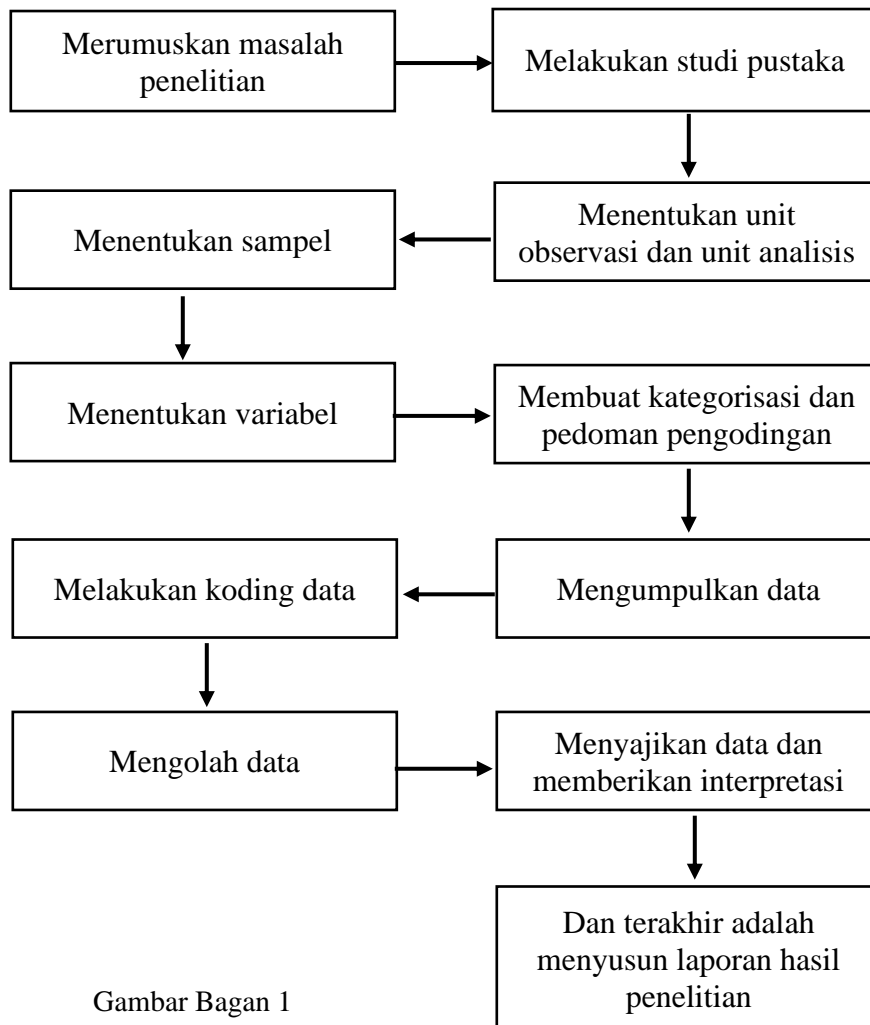 Merumuskan masalah
penelitian
Melakukan studi pustaka
Menentukan unit
observasi dan unit analisis
Menentukan sampel
Menentukan variabel
Membuat kategorisasi dan
pedoman pengodingan
Mengumpulkan data
Melakukan koding data
Mengolah data
Menyajikan data dan
memberikan interpretasi
Dan terakhir adalah
menyusun laporan hasil
penelitian
Gambar Bagan 1